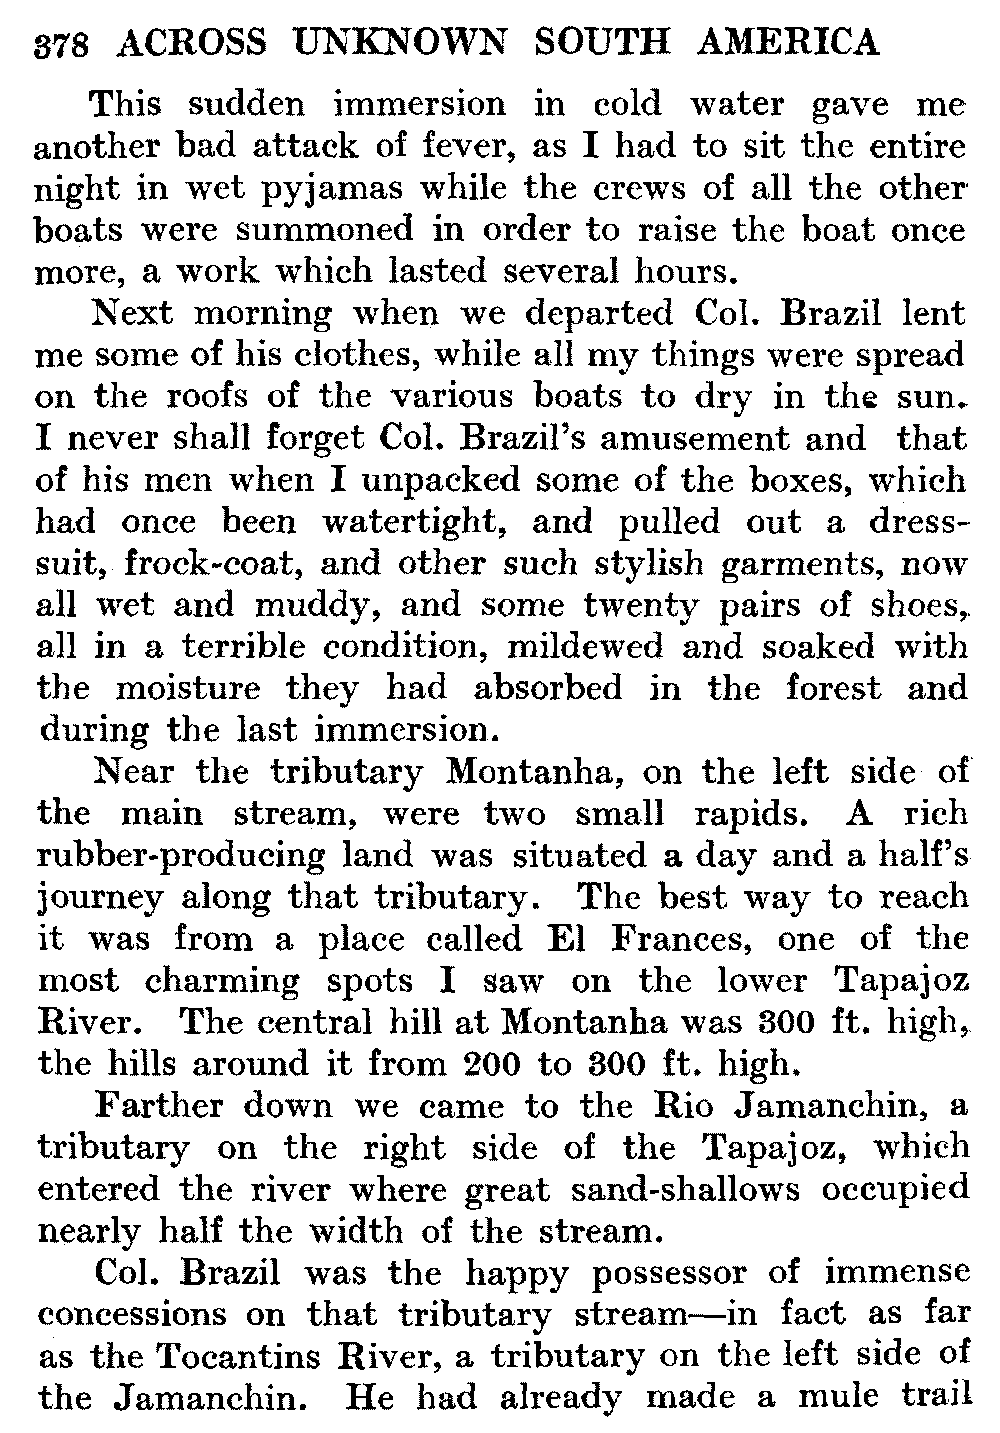 378 ACROSS UNKNOWN SOUTH AMERICA
This sudden immersion in cold water gave me
another bad attack of fever, as I had to sit the entire
night in wet pyjamas while the crews of all the other
boats were summoned in order to raise the boat once
more, a work which lasted several hours.
Next morning when we departed Col. Brazil lent
me some of his clothes, while all my things were spread
on the roofs of the various boats to dry in the sun.
I never shall forget Col. Brazil's amusement and that
of his men when I unpacked some of the boxes, which
had once been watertight, and pulled out a dress-
suit, frock-coat, and other such stylish garments, now
all wet and muddy, and some twenty pairs of shoes,
all in a terrible condition, mildewed and soaked with
the moisture they had absorbed in the forest and
during the last immersion.
Near the tributary Montanha, on the left side of
the main stream, were two small rapids. A rich
rubber-producing land was situated a day and a half's
journey along that tributary. The best way to reach
it was from a place called El Frances, one of the
most charming spots I saw on the lower Tapajoz
River. The central hill at Montanha was 300 ft. high,
the hills around it from 200 to 300 ft. high.
Farther down we came to the Rio Jamanchin, a
tributary on the right side of the Tapajoz, which
entered the river where great sand-shallows occupied
nearly half the width of the stream.
Col. Brazil was the happy possessor of immense
concessions on that tributary stream—in fact as far
as the Tocantins River, a tributary on the left side of
the Jamanchin. He had already made a mule trail